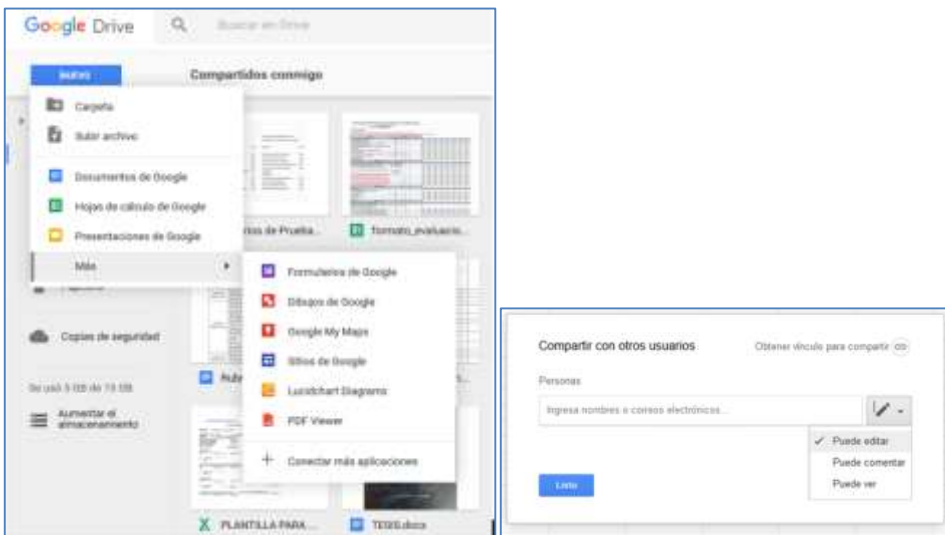 Google Drive
Buscar en Drive
NUEVO
Compartidos conmigo
Carpeta
Subir archivo
Documentos de Google
Hojas de cálculo de Google
Presentaciones de Google
Más
de Prueba...
formato_evaluacio...
Formularios de Google
Dibujos de Google
Google My Maps
Sitios de Google
Lucidchart Diagrams
PDF Viewer
Conectar más aplicaciones
Copias de seguridad
Aumentar el
almacenamiento
PLANTILLA PARA ...
TESIS.docx
Compartir con otros usuarios
Obtener vínculo para compartir
Personas
Ingresa nombres o correos electrónicos...
Puede editar
Puede comentar
Puede ver
Listo